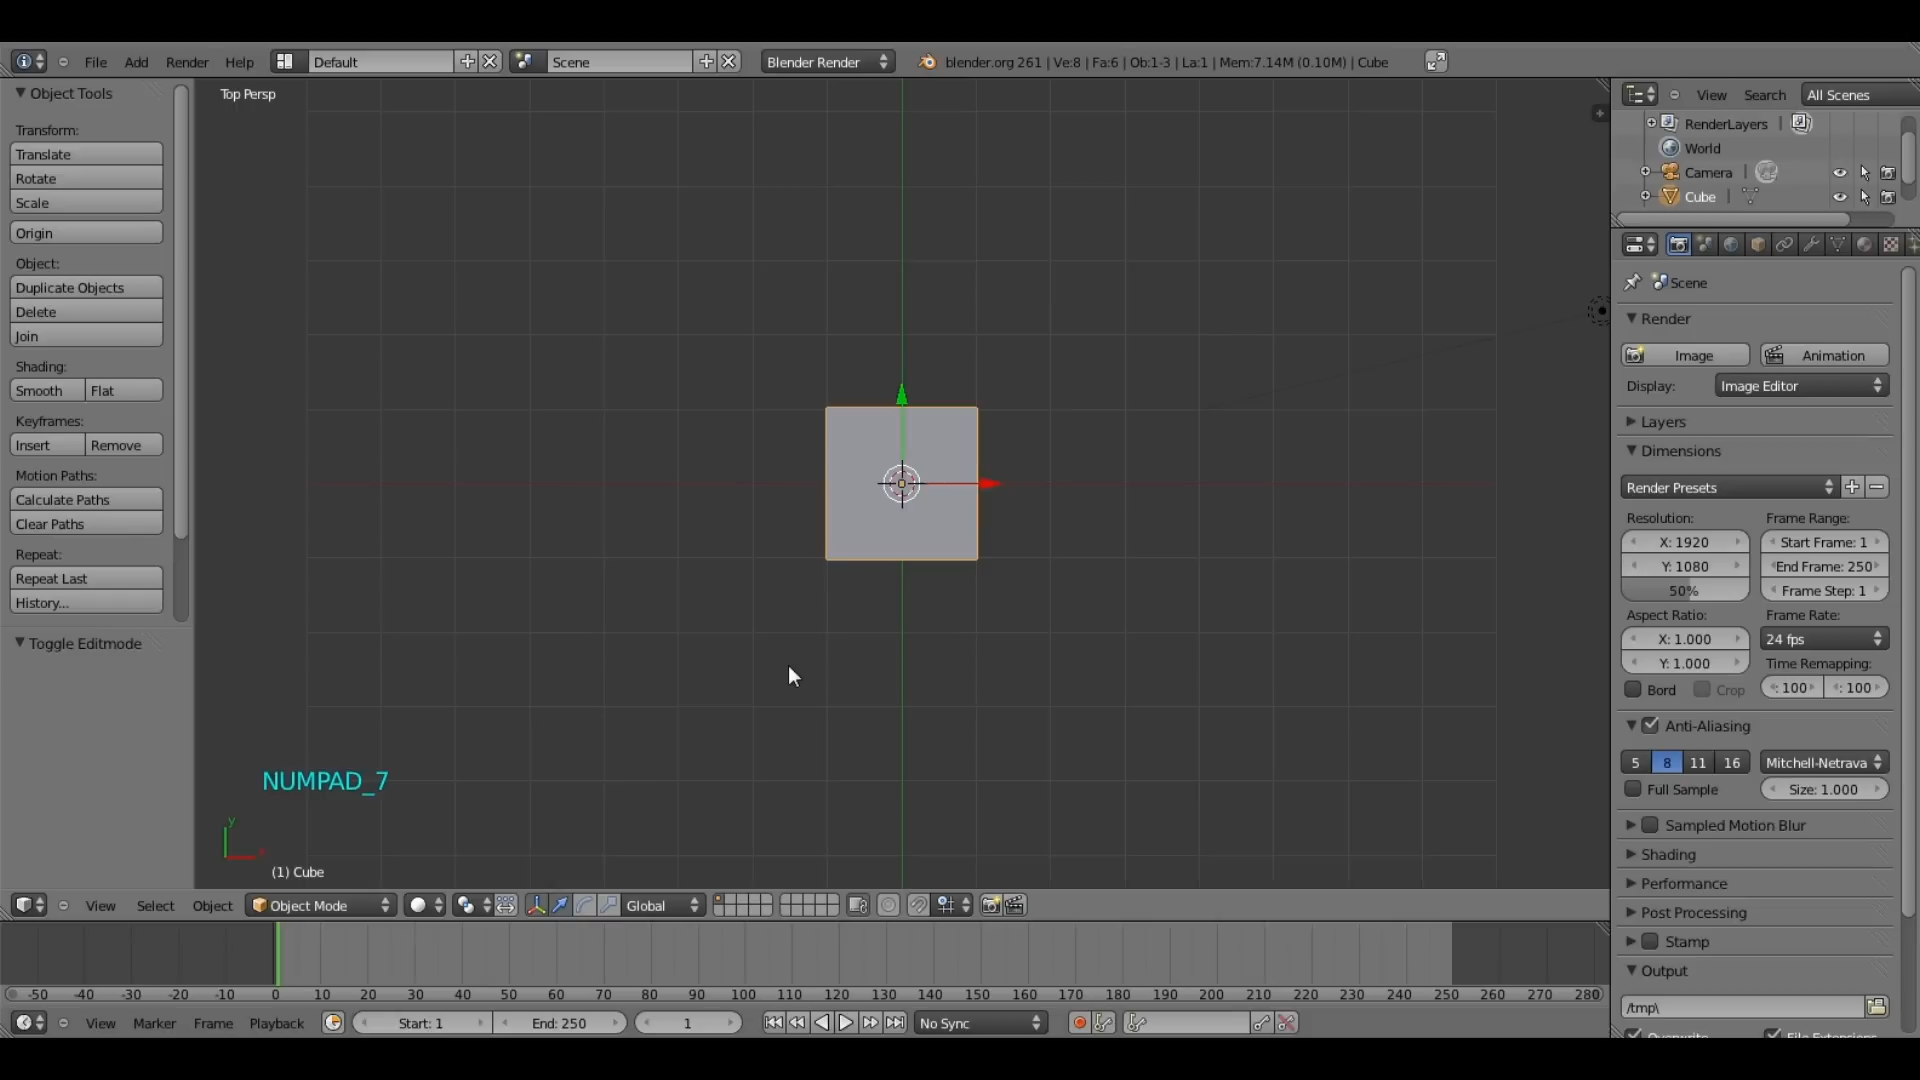 File Add Render Help Default Scene Blender Render blender.org 261 | Ve:8 | Fa:6 | Ob:1-3 | La:1 | Mem:7.14M (0.10M) | Cube
Object Tools
Transform:
Translate
Rotate
Scale
Origin
Object:
Duplicate Objects
Delete
Join
Shading:
Smooth Flat
Keyframes:
Insert Remove
Motion Paths:
Calculate Paths
Clear Paths
Repeat:
Repeat Last
History...
Toggle Editmode
Top Persp
NUMPAD_7
y
x
(1) Cube
View Search All Scenes
RenderLayers |
World
Camera |
Cube |
Scene
Render
Image Animation
Display: Image Editor
Layers
Dimensions
Render Presets
Resolution: Frame Range:
X: 1920 Start Frame: 1
Y: 1080 End Frame: 250
50% Frame Step: 1
Aspect Ratio: Frame Rate:
X: 1.000 24 fps
Y: 1.000 Time Remapping:
Bord Crop : 100 : 100
Anti-Aliasing
5 8 11 16 Mitchell-Netrava
Full Sample Size: 1.000
Sampled Motion Blur
Shading
Performance
Post Processing
Stamp
Output
/tmp\
Overwrite File Extensions
View Select Object Object Mode Global
-50 -40 -30 -20 -10 0 10 20 30 40 50 60 70 80 90 100 110 120 130 140 150 160 170 180 190 200 210 220 230 240 250 260 270 280
View Marker Frame Playback Start: 1 End: 250 1 No Sync